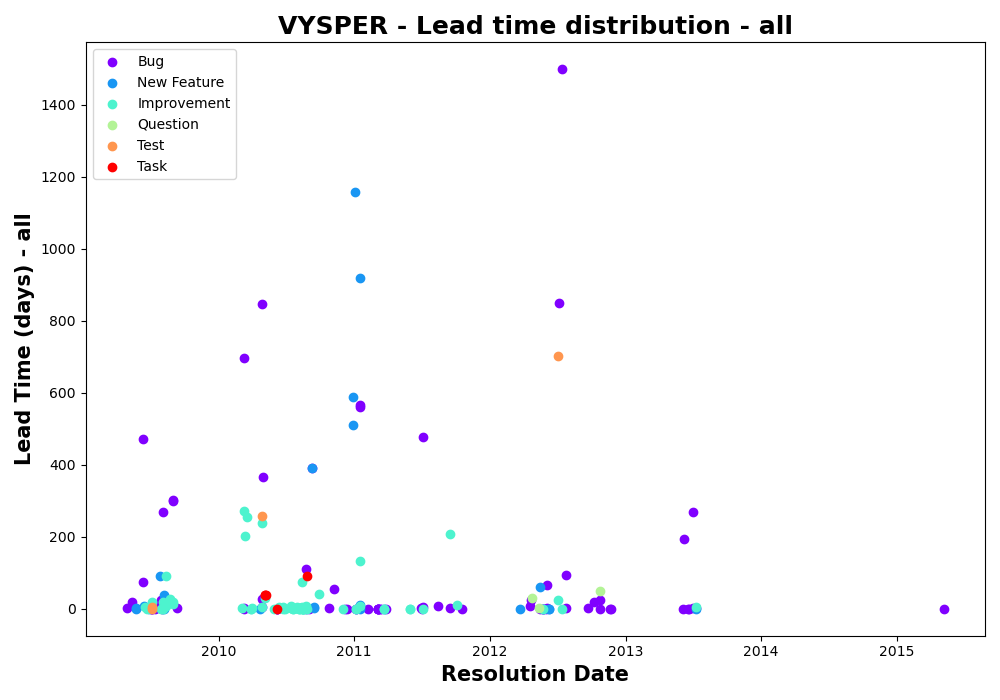 VYSPER - Lead time distribution - all
Bug
New Feature
Improvement
Question
Test
Task
Lead Time (days) - all
1400
1200
1000
800
600
400
200
0
2010 2011 2012 2013 2014 2015
Resolution Date